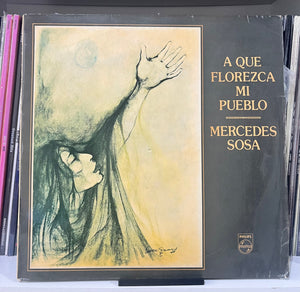 A QUE
FLOREZCA
MI
PUEBLO
MERCEDES
SOSA
PHILIPS